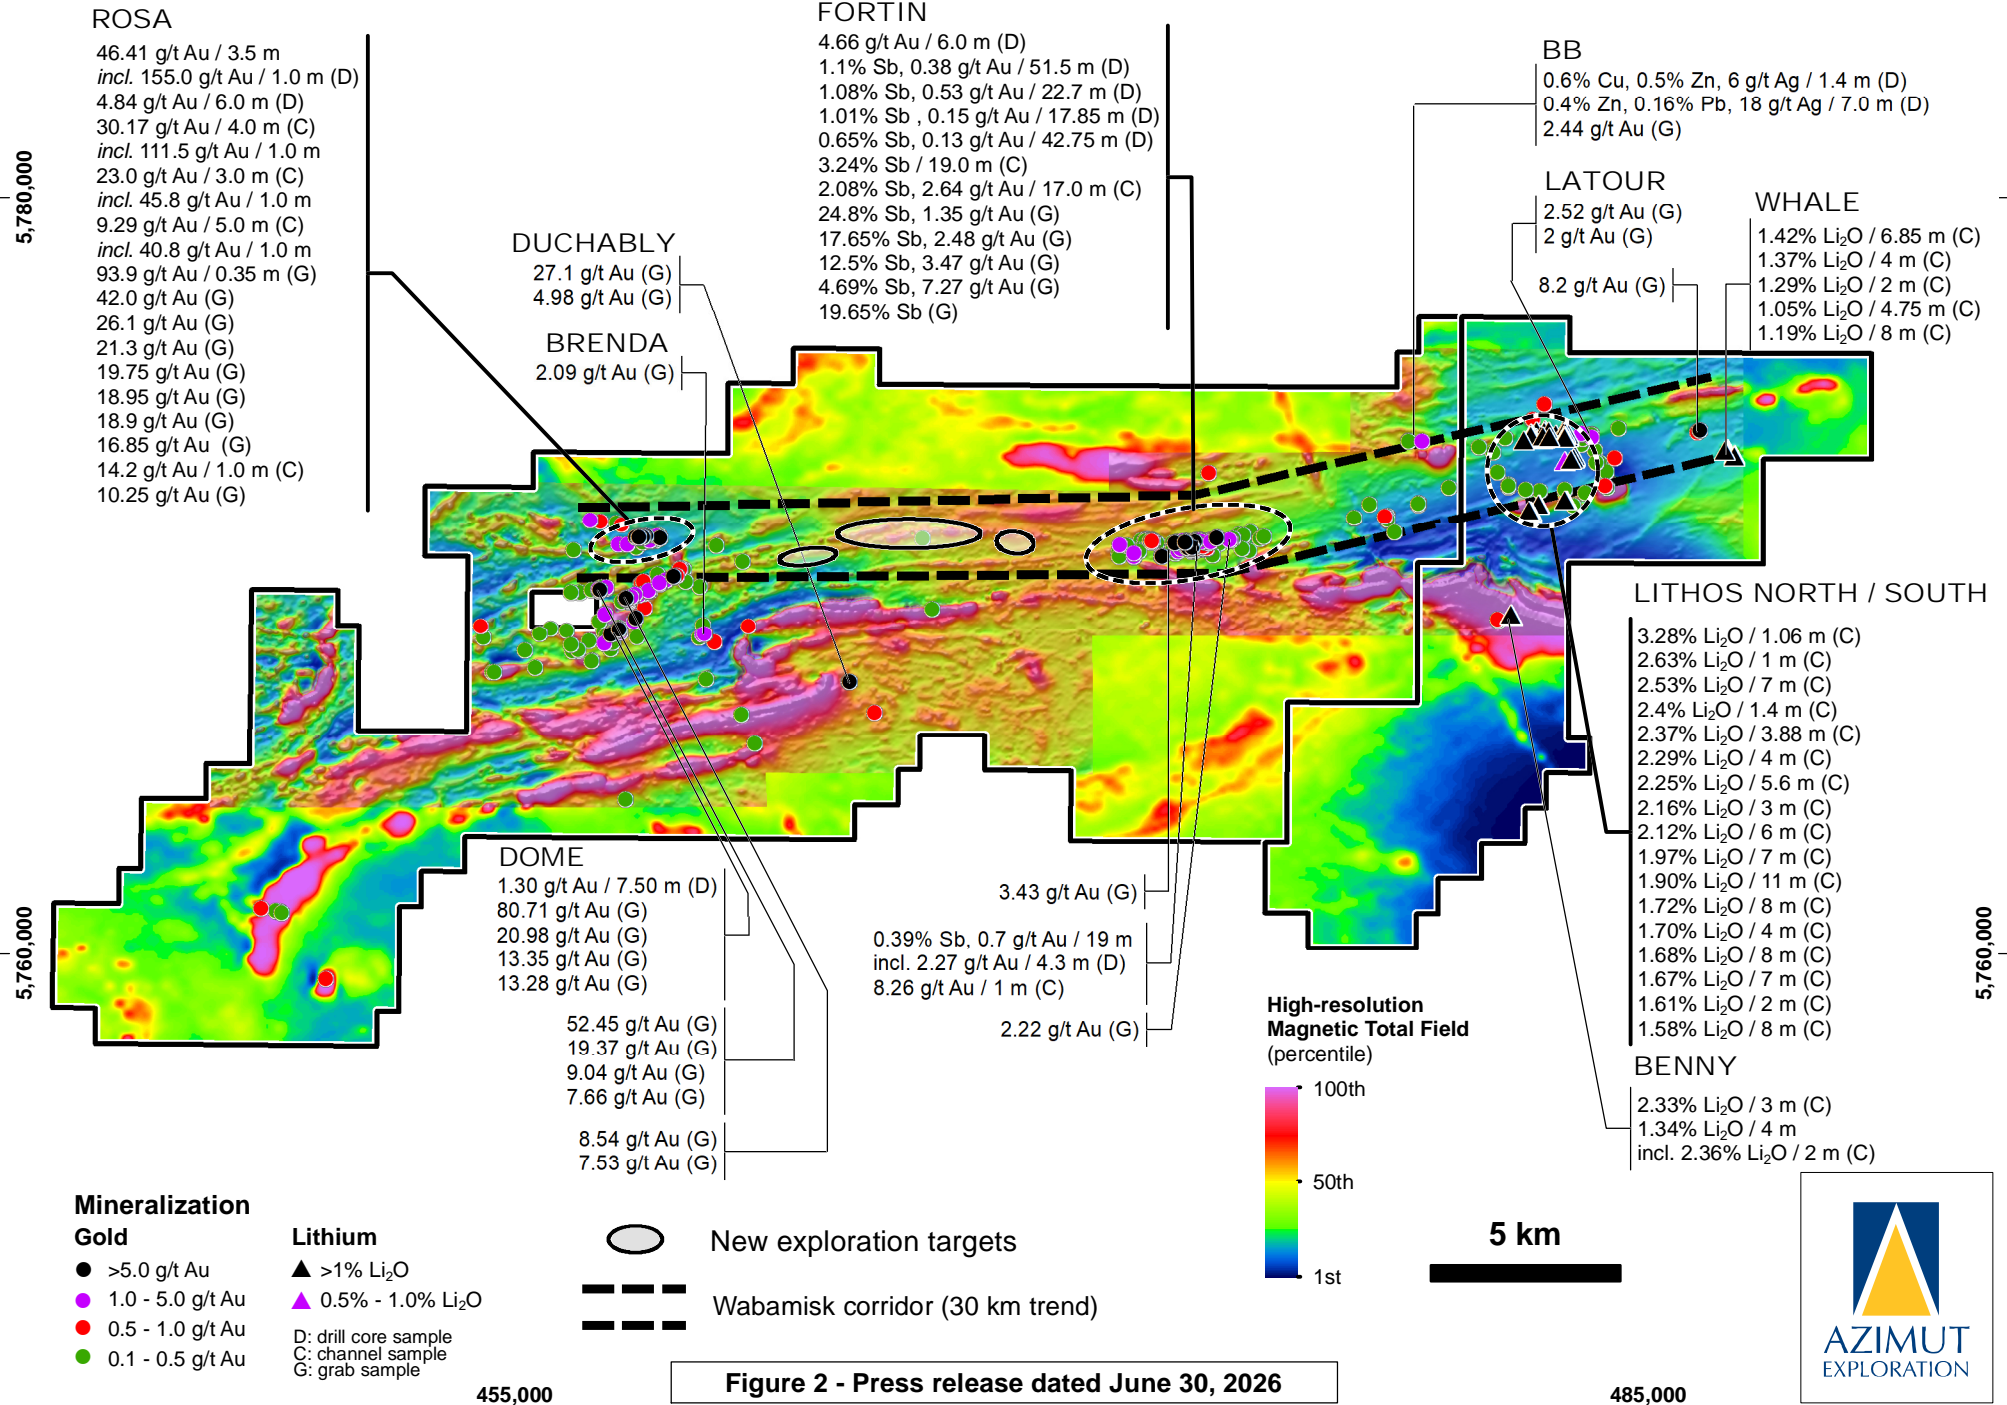 ROSA
46.41 g/t Au / 3.5 m
incl. 155.0 g/t Au / 1.0 m (D)
4.84 g/t Au / 6.0 m (D)
30.17 g/t Au / 4.0 m (C)
incl. 111.5 g/t Au / 1.0 m
23.0 g/t Au / 3.0 m (C)
incl. 45.8 g/t Au / 1.0 m
9.29 g/t Au / 5.0 m (C)
incl. 40.8 g/t Au / 1.0 m
93.9 g/t Au / 0.35 m (G)
42.0 g/t Au (G)
26.1 g/t Au (G)
21.3 g/t Au (G)
19.75 g/t Au (G)
18.95 g/t Au (G)
18.9 g/t Au (G)
16.85 g/t Au (G)
14.2 g/t Au / 1.0 m (C)
10.25 g/t Au (G)
DUCHABLY
27.1 g/t Au (G)
4.98 g/t Au (G)
BRENDA
2.09 g/t Au (G)
FORTIN
4.66 g/t Au / 6.0 m (D)
1.1% Sb, 0.38 g/t Au / 51.5 m (D)
1.08% Sb, 0.53 g/t Au / 22.7 m (D)
1.01% Sb , 0.15 g/t Au / 17.85 m (D)
0.65% Sb, 0.13 g/t Au / 42.75 m (D)
3.24% Sb / 19.0 m (C)
2.08% Sb, 2.64 g/t Au / 17.0 m (C)
24.8% Sb, 1.35 g/t Au (G)
17.65% Sb, 2.48 g/t Au (G)
12.5% Sb, 3.47 g/t Au (G)
4.69% Sb, 7.27 g/t Au (G)
19.65% Sb (G)
BB
0.6% Cu, 0.5% Zn, 6 g/t Ag / 1.4 m (D)
0.4% Zn, 0.16% Pb, 18 g/t Ag / 7.0 m (D)
2.44 g/t Au (G)
LATOUR
2.52 g/t Au (G)
2 g/t Au (G)
8.2 g/t Au (G)
WHALE
1.42% Li₂O / 6.85 m (C)
1.37% Li₂O / 4 m (C)
1.29% Li₂O / 2 m (C)
1.05% Li₂O / 4.75 m (C)
1.19% Li₂O / 8 m (C)
5,780,000
5,760,000
5,760,000
LITHOS NORTH / SOUTH
3.28% Li₂O / 1.06 m (C)
2.63% Li₂O / 1 m (C)
2.53% Li₂O / 7 m (C)
2.4% Li₂O / 1.4 m (C)
2.37% Li₂O / 3.88 m (C)
2.29% Li₂O / 4 m (C)
2.25% Li₂O / 5.6 m (C)
2.16% Li₂O / 3 m (C)
2.12% Li₂O / 6 m (C)
1.97% Li₂O / 7 m (C)
1.90% Li₂O / 11 m (C)
1.72% Li₂O / 8 m (C)
1.70% Li₂O / 4 m (C)
1.68% Li₂O / 8 m (C)
1.67% Li₂O / 7 m (C)
1.61% Li₂O / 2 m (C)
1.58% Li₂O / 8 m (C)
BENNY
2.33% Li₂O / 3 m (C)
1.34% Li₂O / 4 m
incl. 2.36% Li₂O / 2 m (C)
DOME
1.30 g/t Au / 7.50 m (D)
80.71 g/t Au (G)
20.98 g/t Au (G)
13.35 g/t Au (G)
13.28 g/t Au (G)
52.45 g/t Au (G)
19.37 g/t Au (G)
9.04 g/t Au (G)
7.66 g/t Au (G)
8.54 g/t Au (G)
7.53 g/t Au (G)
3.43 g/t Au (G)
0.39% Sb, 0.7 g/t Au / 19 m
incl. 2.27 g/t Au / 4.3 m (D)
8.26 g/t Au / 1 m (C)
2.22 g/t Au (G)
High-resolution
Magnetic Total Field
(percentile)
100th
50th
1st
5 km
Mineralization
Gold
>5.0 g/t Au
1.0 - 5.0 g/t Au
0.5 - 1.0 g/t Au
0.1 - 0.5 g/t Au
Lithium
>1% Li₂O
0.5% - 1.0% Li₂O
D: drill core sample
C: channel sample
G: grab sample
New exploration targets
Wabamisk corridor (30 km trend)
Figure 2 - Press release dated June 30, 2026
455,000
485,000
AZIMUT
EXPLORATION